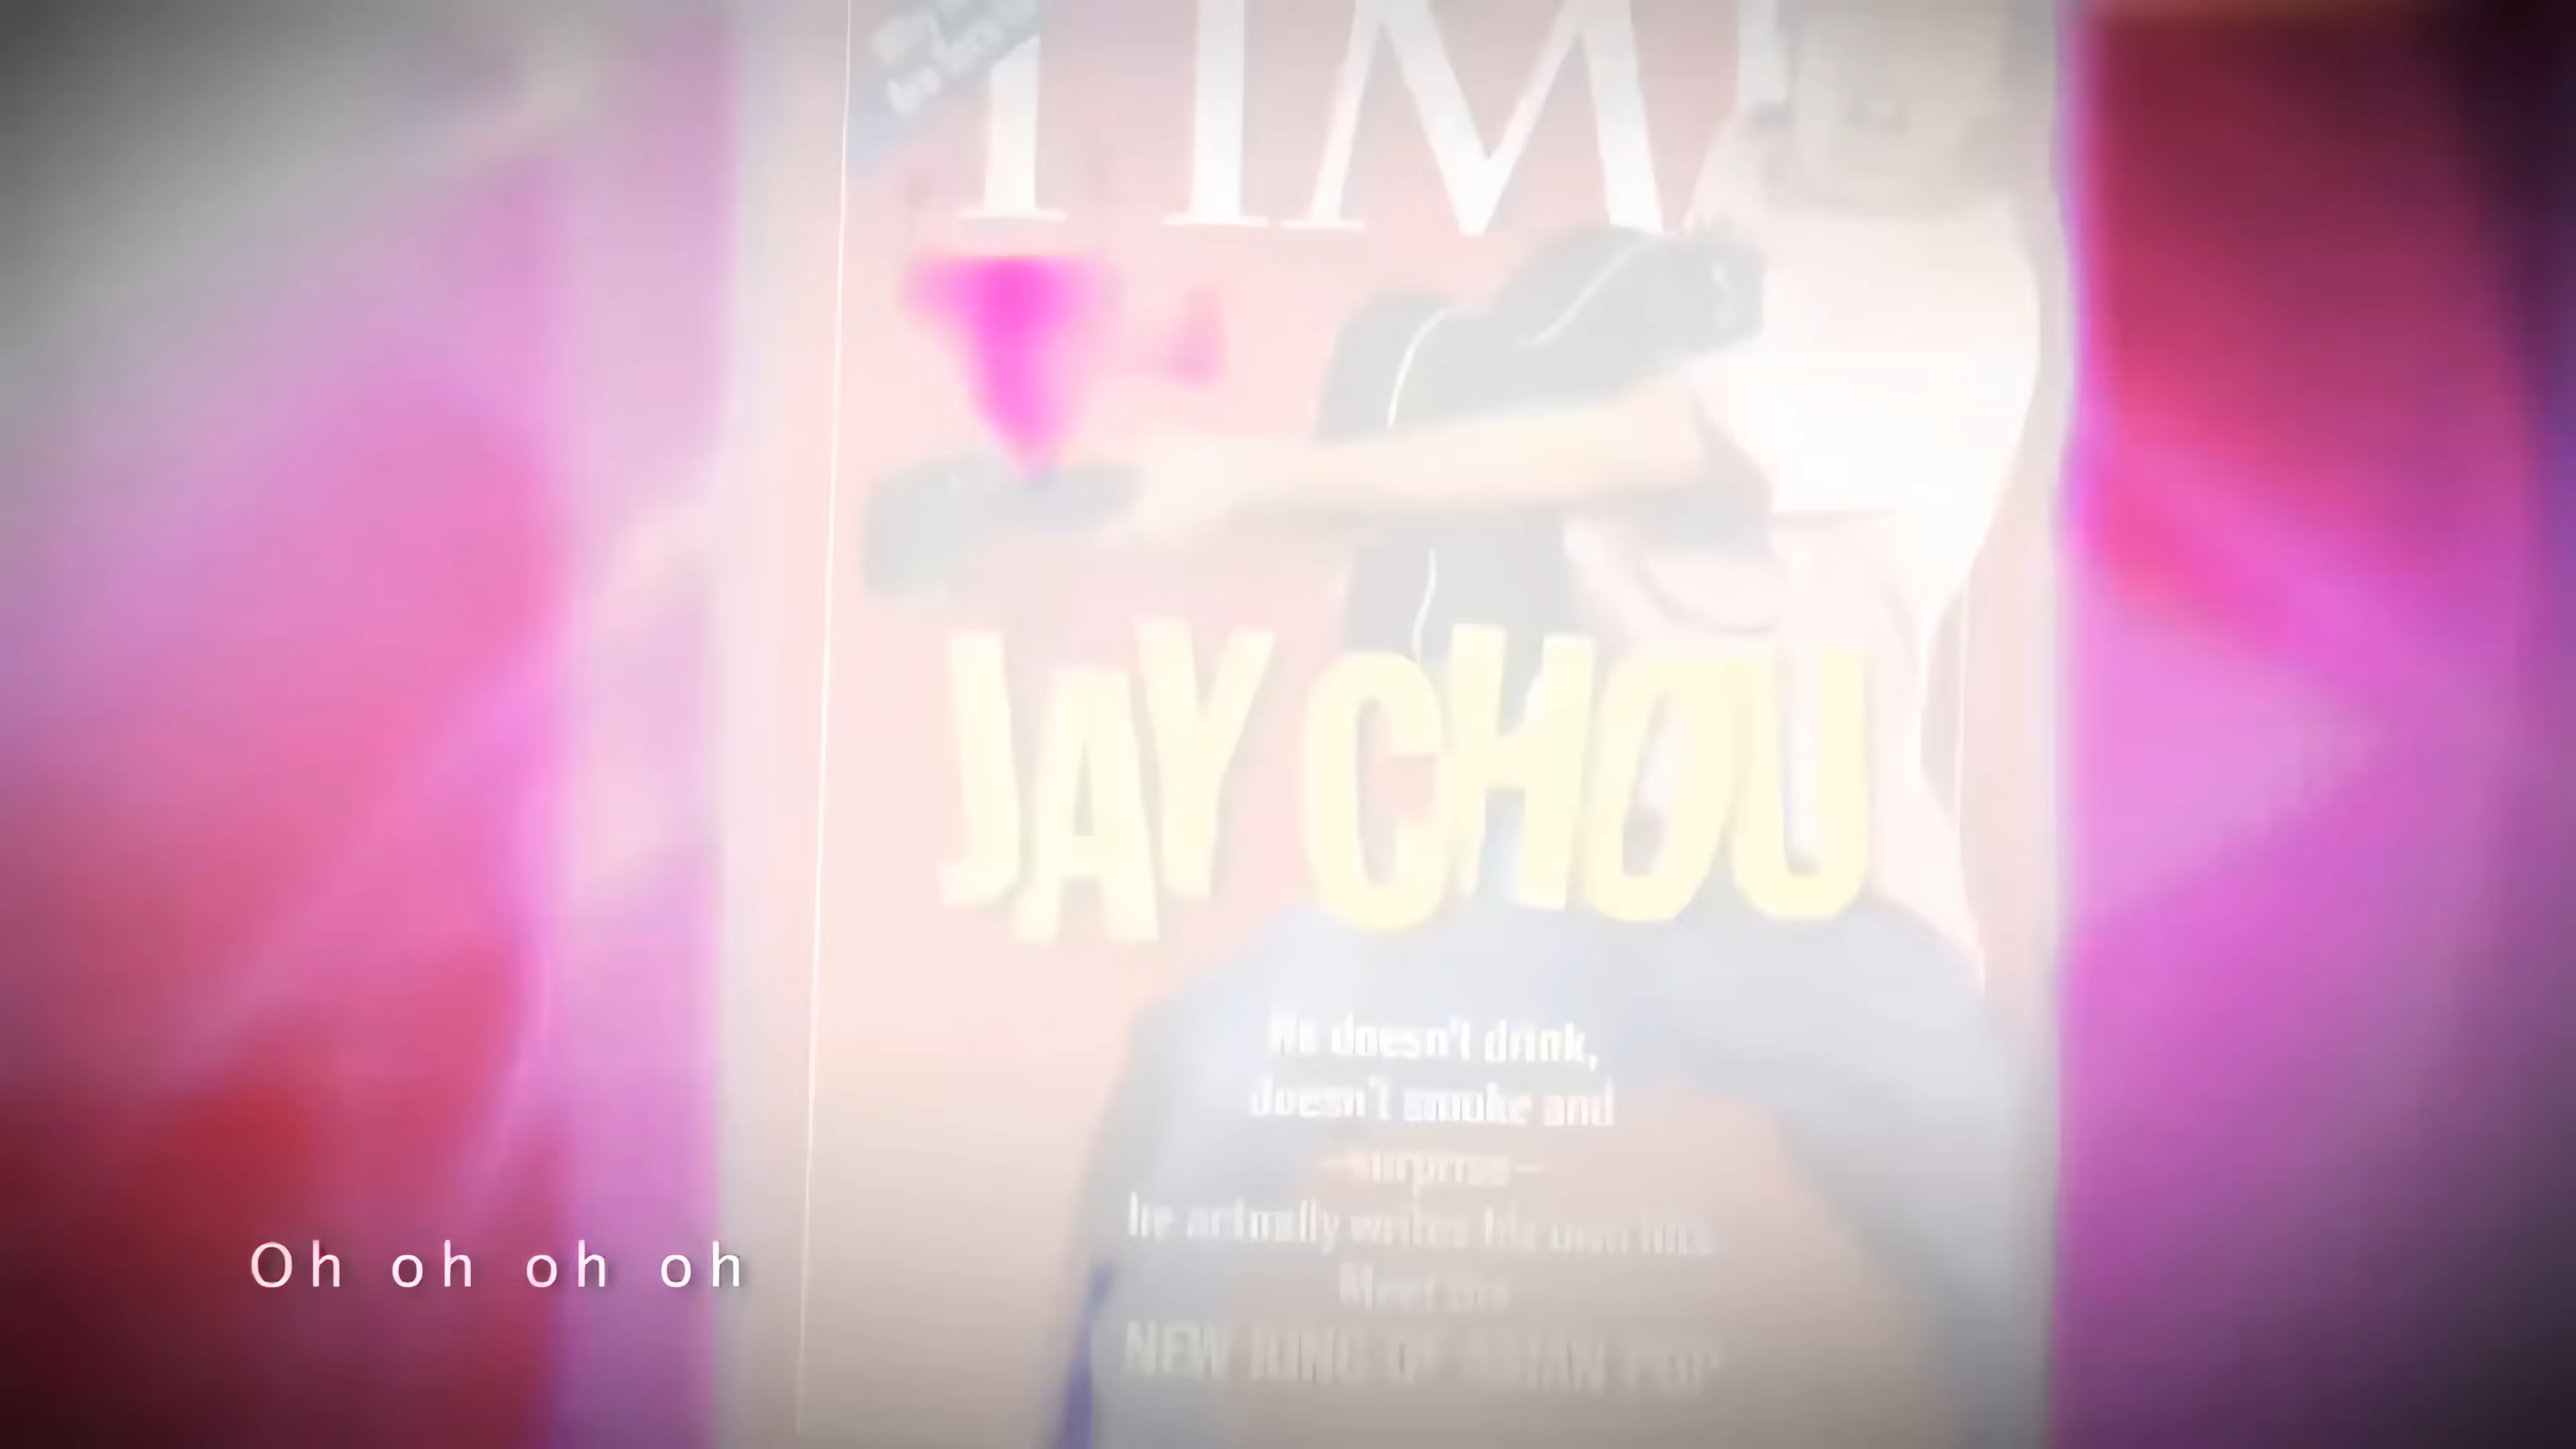 TIM
JAY CHOU
He doesn't drink,
doesn't smoke and
—surprise—
he actually writes his own hits.
Meet the
NEW KING OF ASIAN POP
Oh oh oh oh